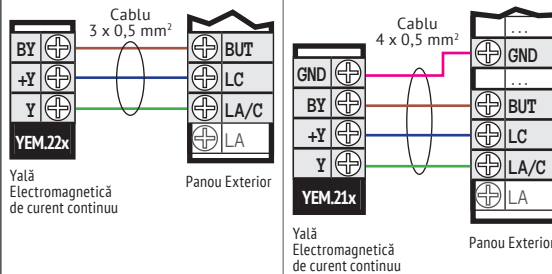 Cablu
3 x 0,5 mm²
BY
BUT
+Y
LC
Y
LA/C
YEM.22x
LA
Yală
Electromagnetică
de curent continuu
Panou Exterior
Cablu
4 x 0,5 mm²
...
GND
GND
...
BY
BUT
+Y
LC
Y
LA/C
YEM.21x
LA
Yală
Electromagnetică
de curent continuu
Panou Exterior